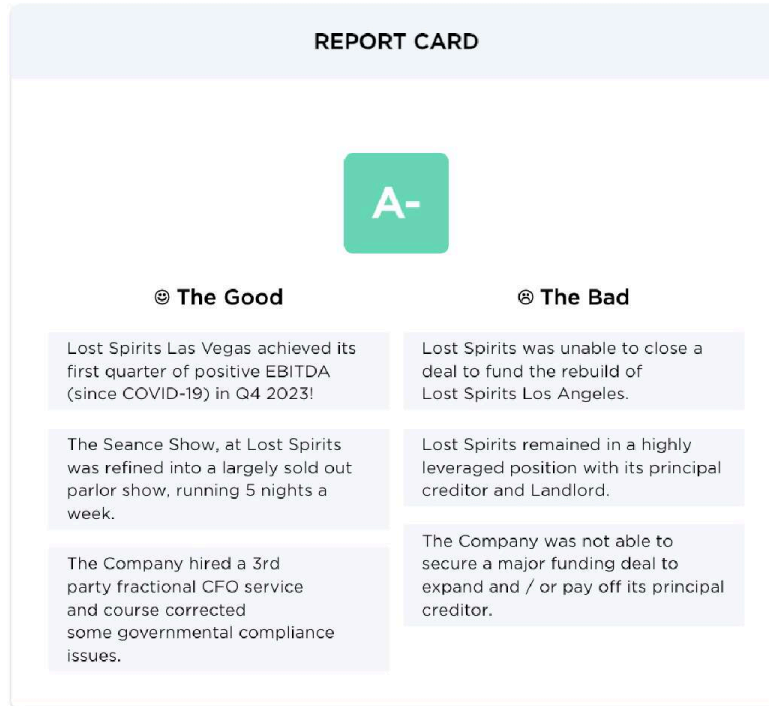 REPORT CARD
A-
☺ The Good
Lost Spirits Las Vegas achieved its
first quarter of positive EBITDA
(since COVID-19) in Q4 2023!
The Seance Show, at Lost Spirits
was refined into a largely sold out
parlor show, running 5 nights a
week.
The Company hired a 3rd
party fractional CFO service
and course corrected
some governmental compliance
issues.
☹ The Bad
Lost Spirits was unable to close a
deal to fund the rebuild of
Lost Spirits Los Angeles.
Lost Spirits remained in a highly
leveraged position with its principal
creditor and Landlord.
The Company was not able to
secure a major funding deal to
expand and / or pay off its principal
creditor.